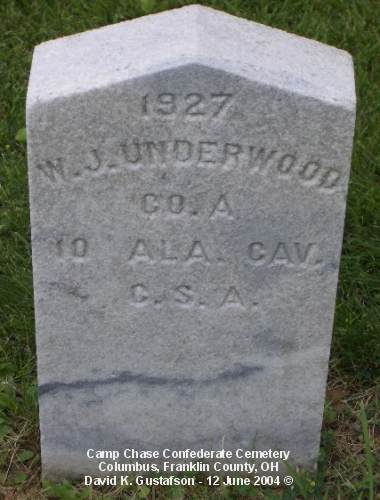 1927
W. J. UNDERWOOD
CO. A
10 ALA. CAV.
C. S. A.
Camp Chase Confederate Cemetery
Columbus, Franklin County, OH
David K. Gustafson - 12 June 2004 ©